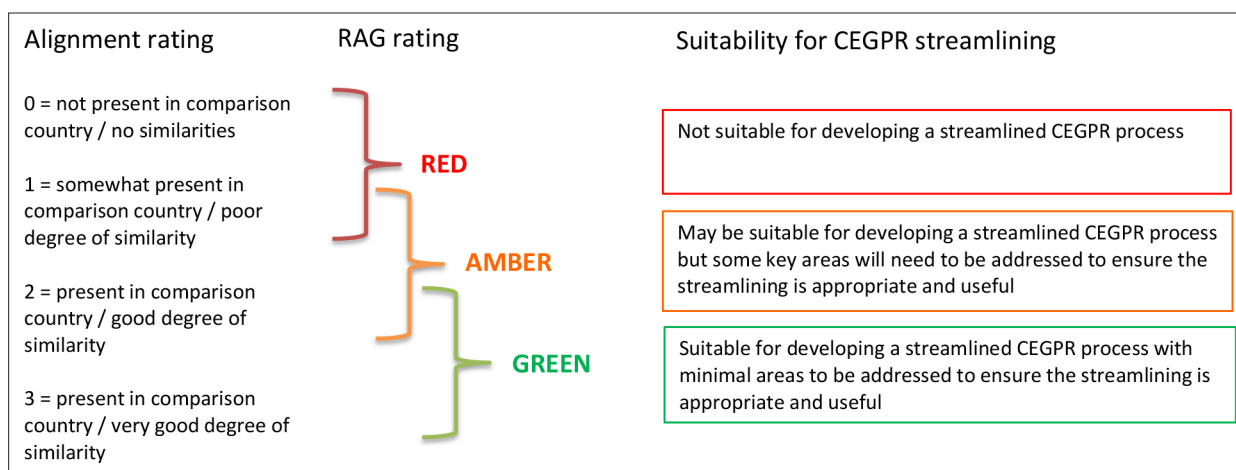 Alignment rating
RAG rating
Suitability for CEGPR streamlining
0 = not present in comparison
country / no similarities
1 = somewhat present in
comparison country / poor
degree of similarity
2 = present in comparison
country / good degree of
similarity
3 = present in comparison
country / very good degree of
similarity
RED
AMBER
GREEN
Not suitable for developing a streamlined CEGPR process
May be suitable for developing a streamlined CEGPR process
but some key areas will need to be addressed to ensure the
streamlining is appropriate and useful
Suitable for developing a streamlined CEGPR process with
minimal areas to be addressed to ensure the streamlining is
appropriate and useful